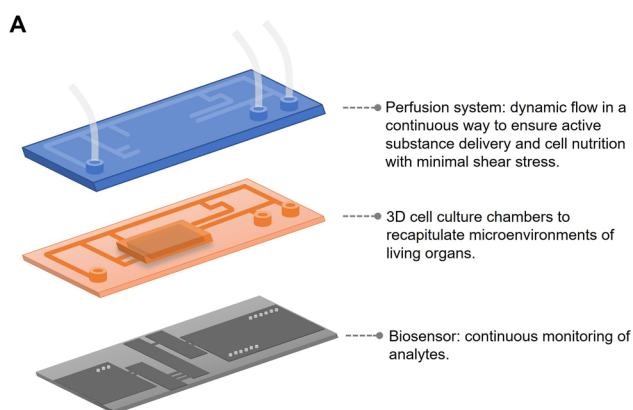 A
Perfusion system: dynamic flow in a
continuous way to ensure active
substance delivery and cell nutrition
with minimal shear stress.
3D cell culture chambers to
recapitulate microenvironments of
living organs.
Biosensor: continuous monitoring of
analytes.